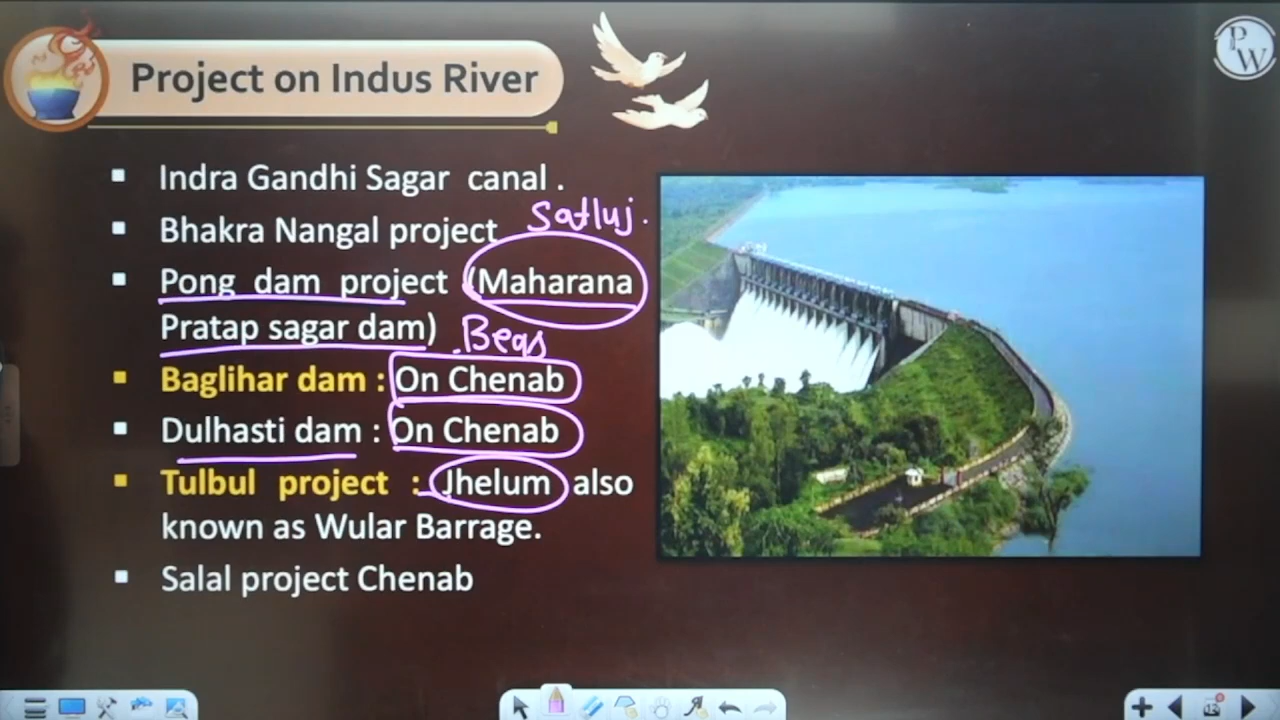 Project on Indus River
PW
Indra Gandhi Sagar canal .
Satluj.
Bhakra Nangal project
Pong dam project (Maharana
Pratap sagar dam)
Beas
Baglihar dam : On Chenab
Dulhasti dam : On Chenab
Tulbul project : Jhelum also
known as Wular Barrage.
Salal project Chenab